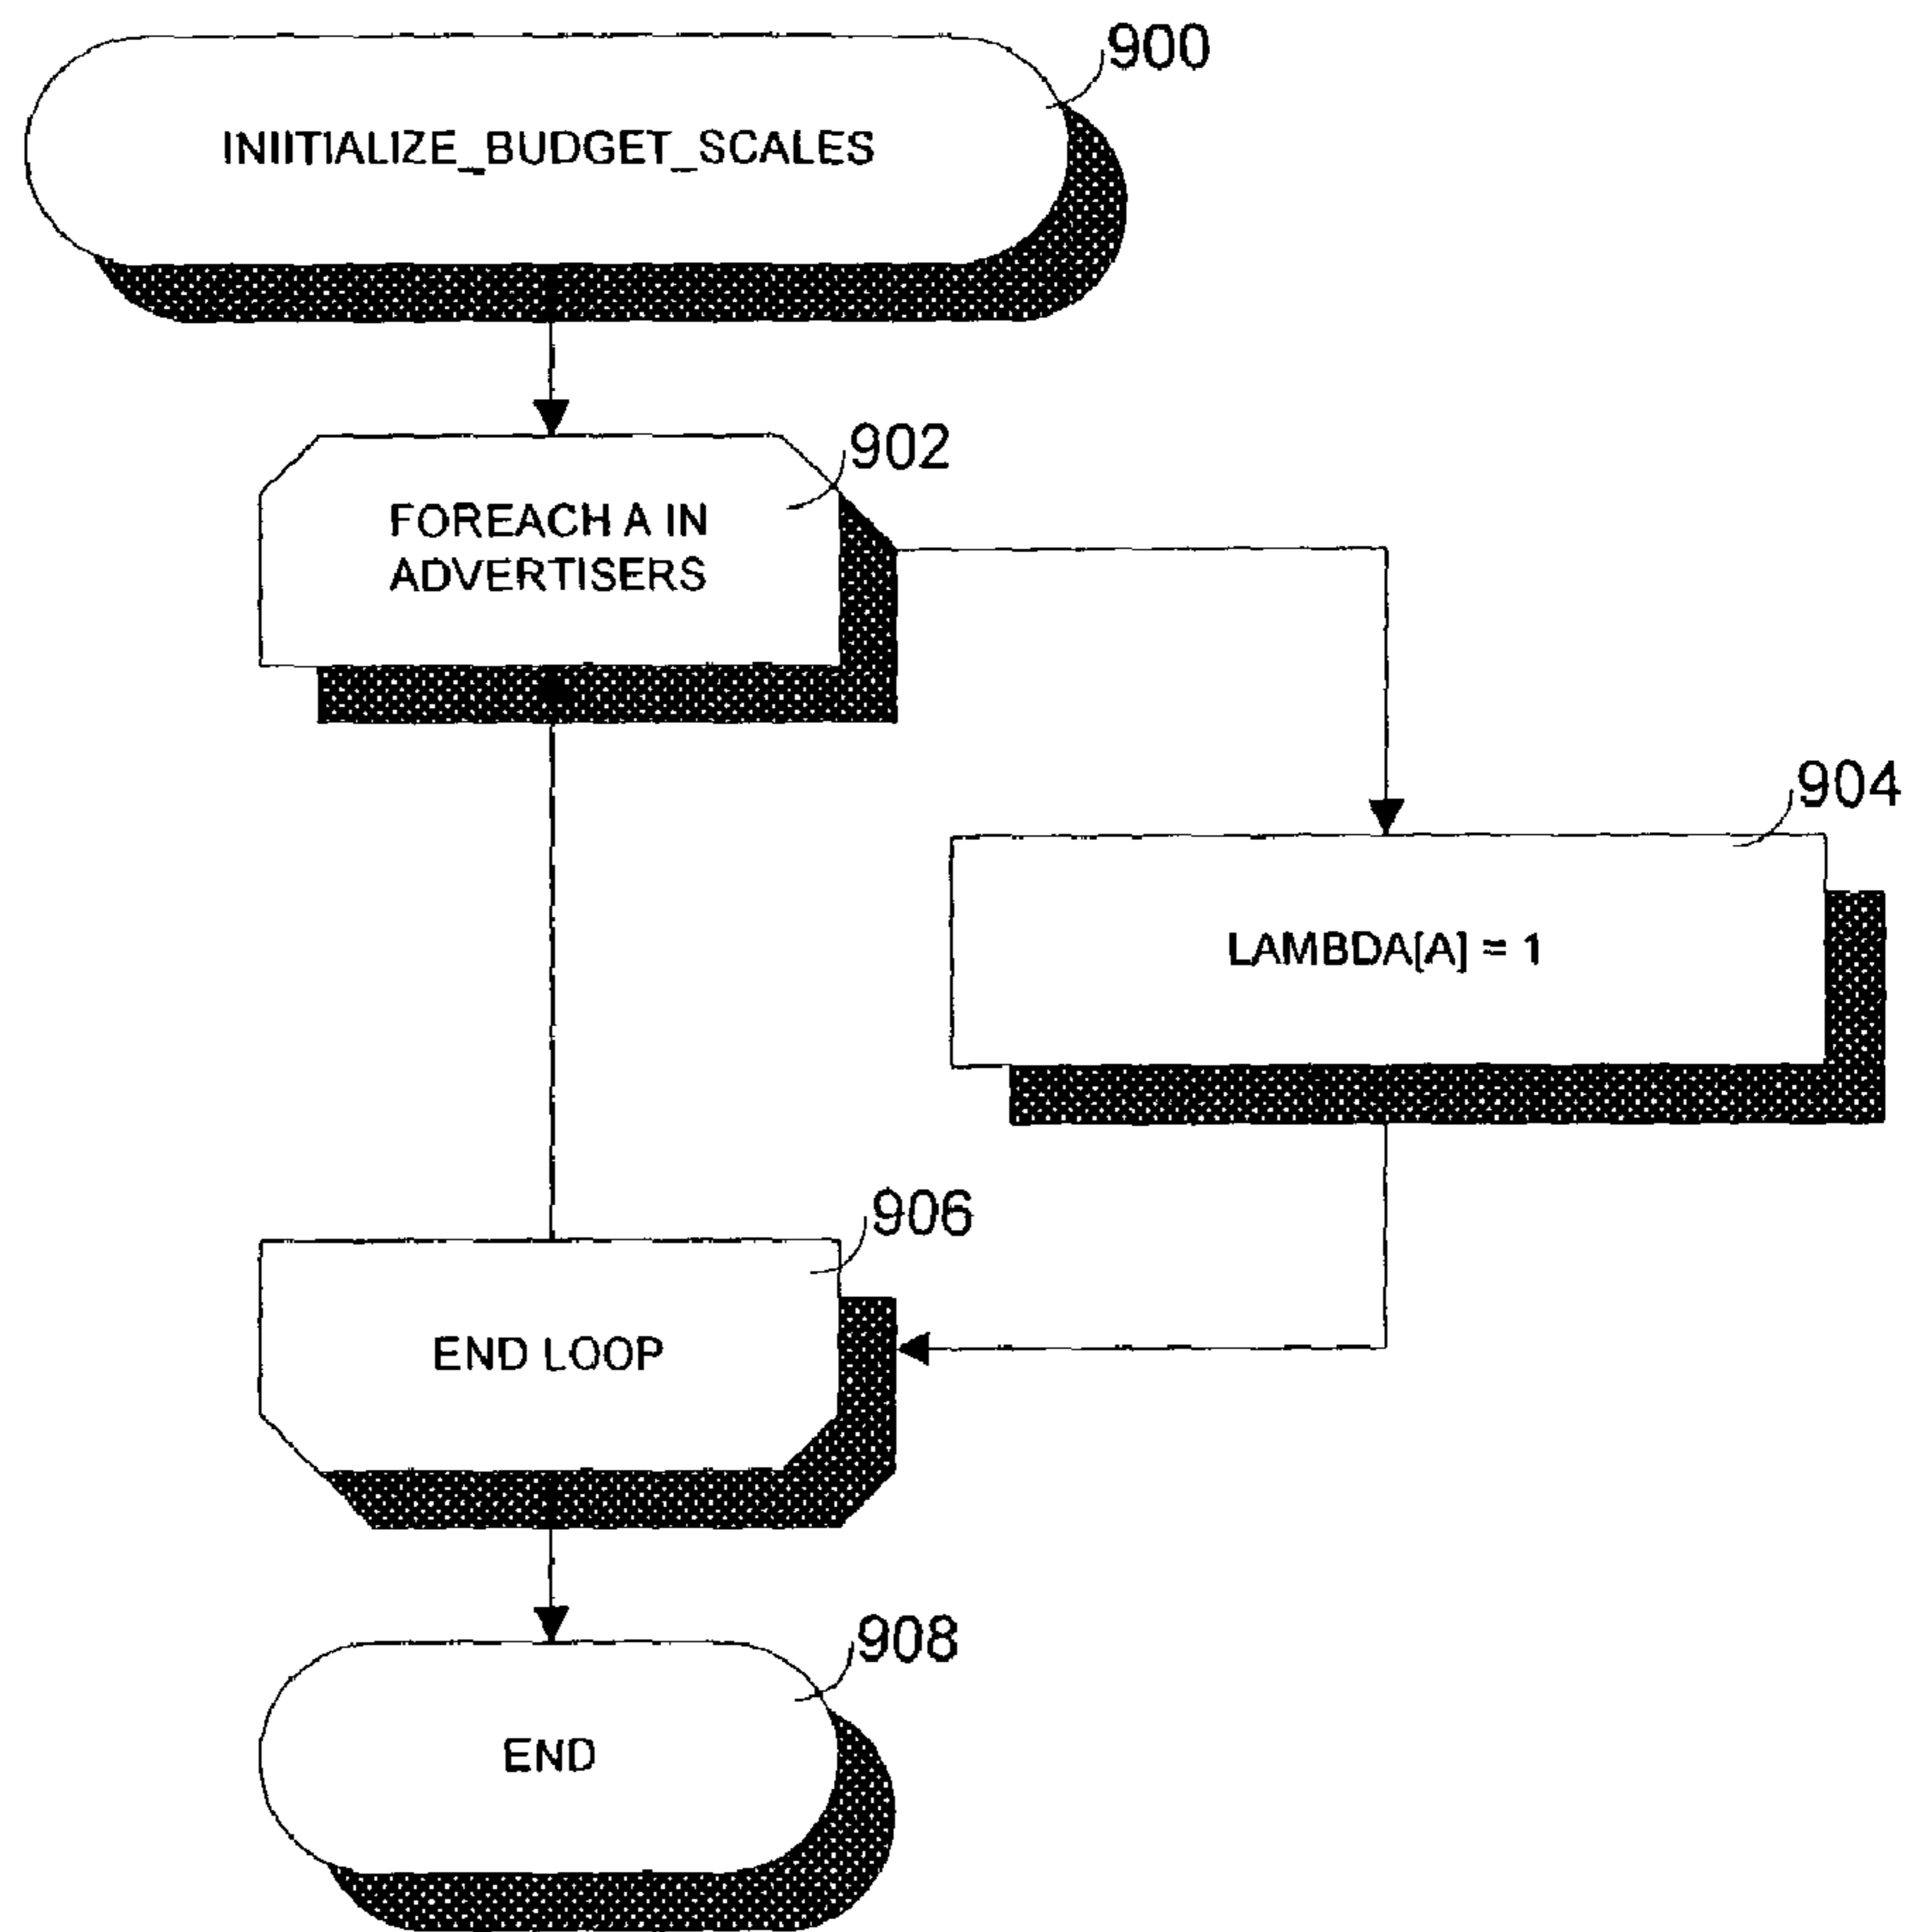 900
INIITIALIZE_BUDGET_SCALES
902
FOREACH A IN
ADVERTISERS
904
LAMBDA[A] = 1
906
END LOOP
908
END